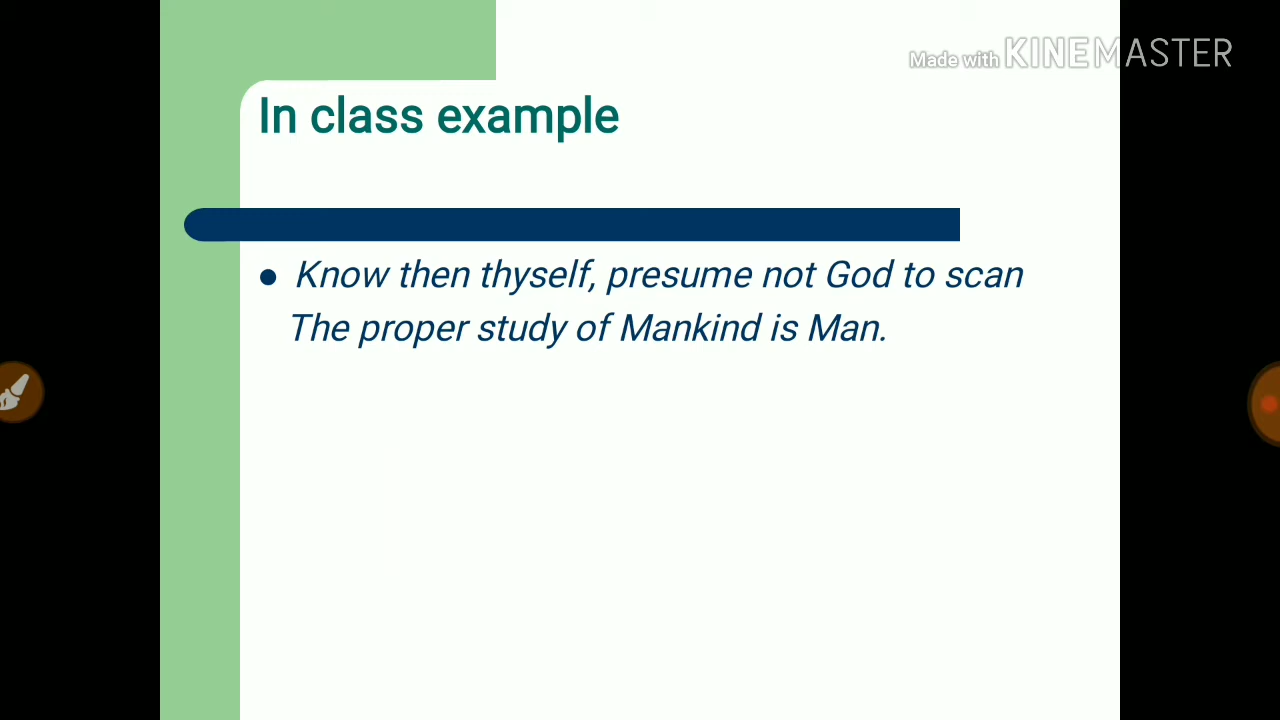 Made with KINEMASTER
In class example
Know then thyself, presume not God to scan
The proper study of Mankind is Man.